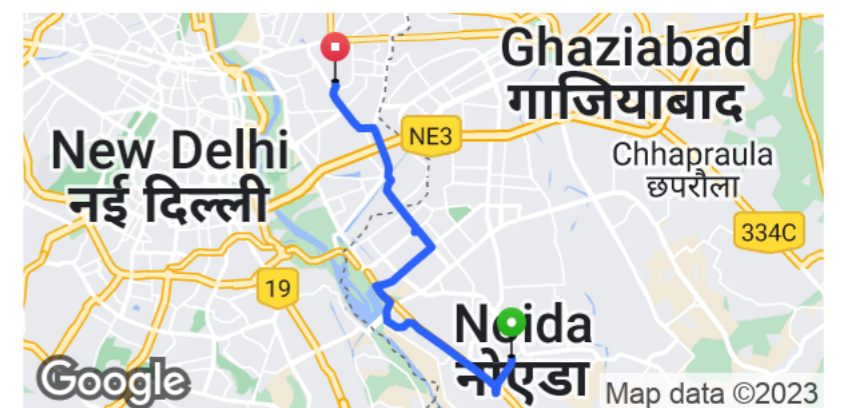 Ghaziabad
गाजियाबाद
NE3
New Delhi
नई दिल्ली
Chhapraula
छपरौला
334C
19
Noida
नोएडा
Google
Map data ©2023